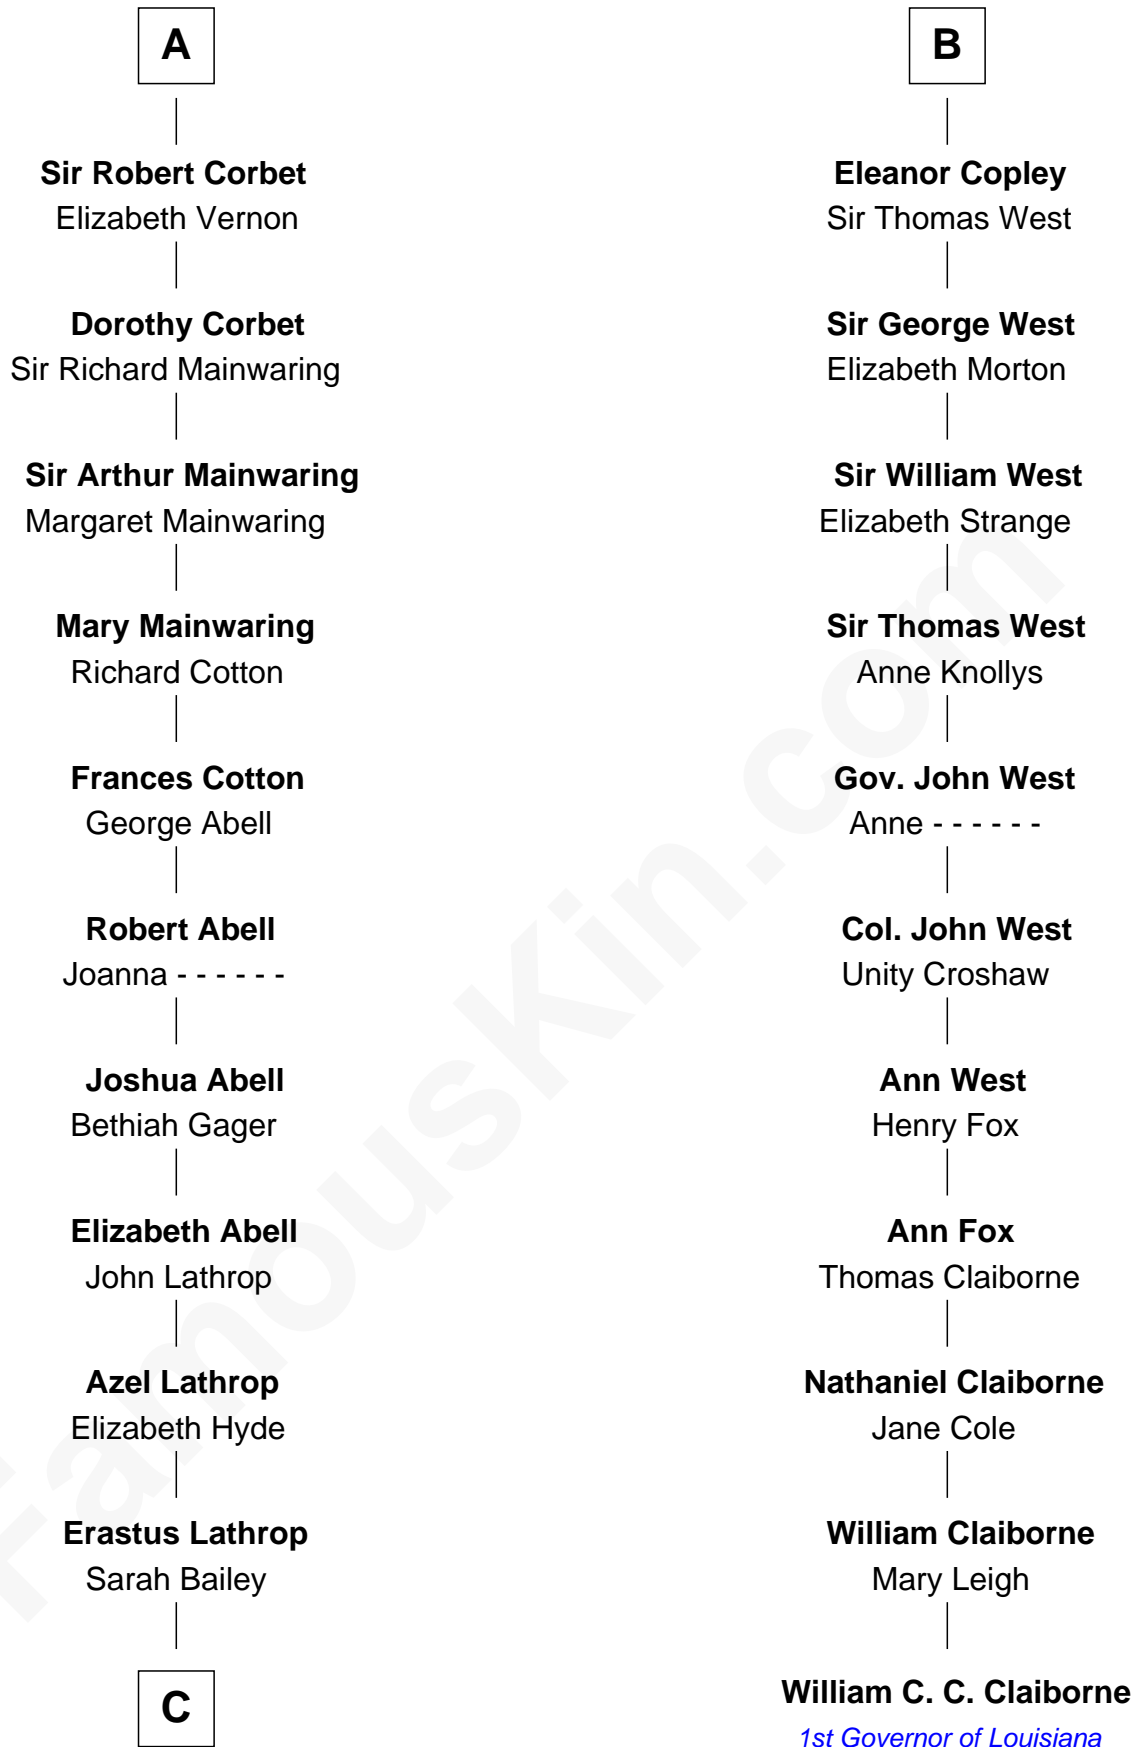 A
Sir Robert Corbet
Elizabeth Vernon
Dorothy Corbet
Sir Richard Mainwaring
Sir Arthur Mainwaring
Margaret Mainwaring
Mary Mainwaring
Richard Cotton
Frances Cotton
George Abell
Robert Abell
Joanna - - - - - -
Joshua Abell
Bethiah Gager
Elizabeth Abell
John Lathrop
Azel Lathrop
Elizabeth Hyde
Erastus Lathrop
Sarah Bailey
C
B
Eleanor Copley
Sir Thomas West
Sir George West
Elizabeth Morton
Sir William West
Elizabeth Strange
Sir Thomas West
Anne Knollys
Gov. John West
Anne - - - - - -
Col. John West
Unity Croshaw
Ann West
Henry Fox
Ann Fox
Thomas Claiborne
Nathaniel Claiborne
Jane Cole
William Claiborne
Mary Leigh
William C. C. Claiborne
1st Governor of Louisiana
FamousKin.com